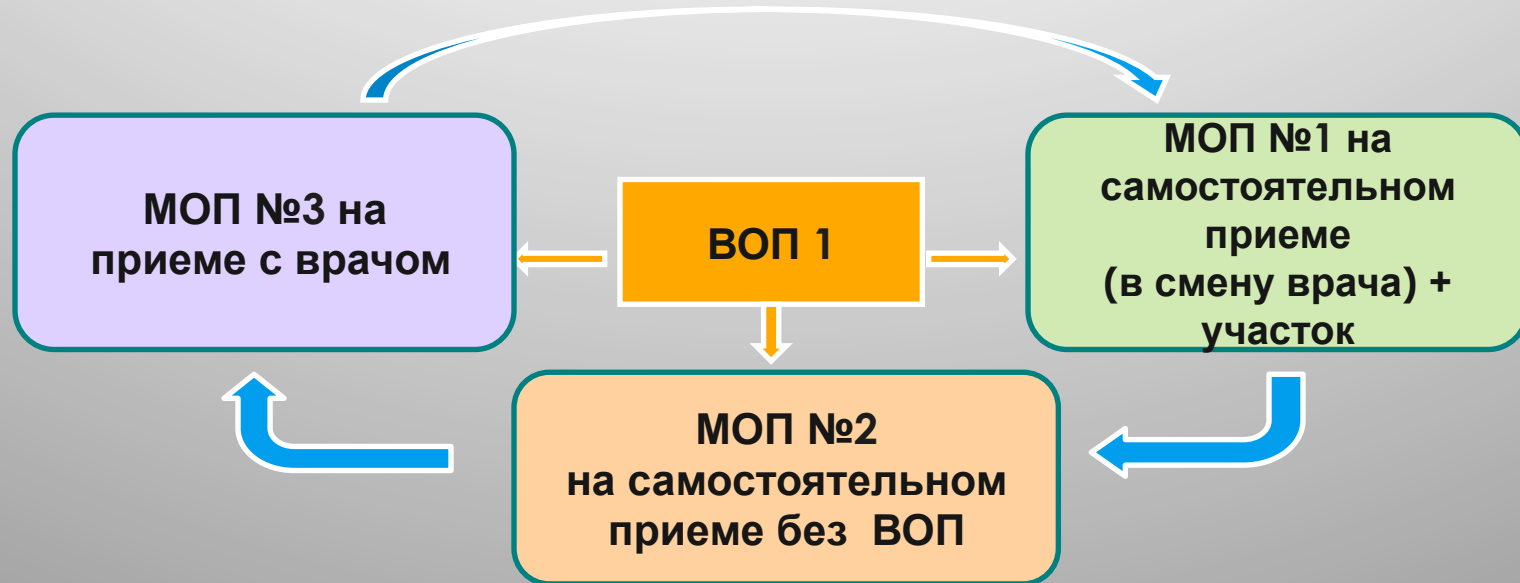 МОП №3 на
приеме с врачом
ВОП 1
МОП №1 на
самостоятельном
приеме
(в смену врача) +
участок
МОП №2
на самостоятельном
приеме без ВОП